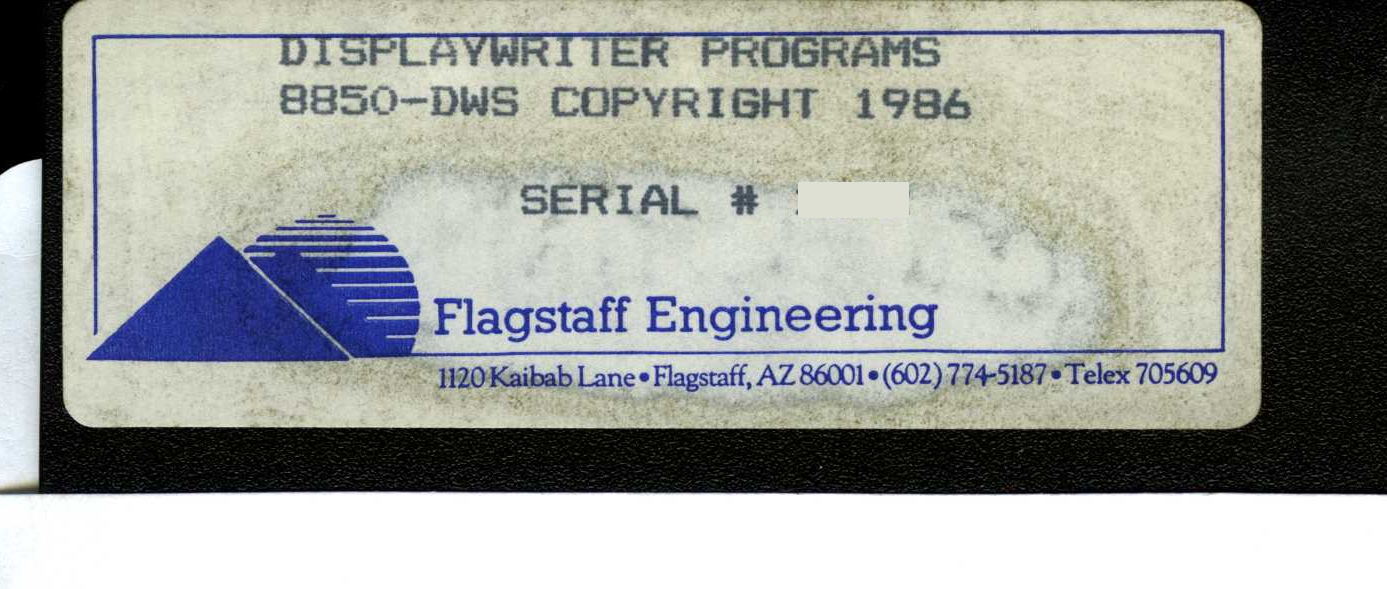 DISPLAYWRITER PROGRAMS
8850-DWS COPYRIGHT 1986
SERIAL #
Flagstaff Engineering
1120 Kaibab Lane • Flagstaff, AZ 86001 • (602) 774-5187 • Telex 705609